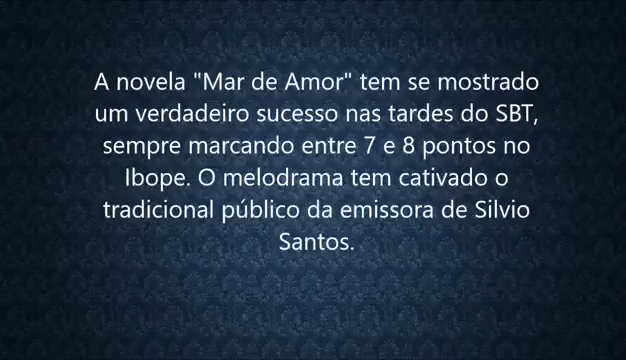 A novela "Mar de Amor" tem se mostrado
um verdadeiro sucesso nas tardes do SBT,
sempre marcando entre 7 e 8 pontos no
Ibope. O melodrama tem cativado o
tradicional público da emissora de Silvio
Santos.